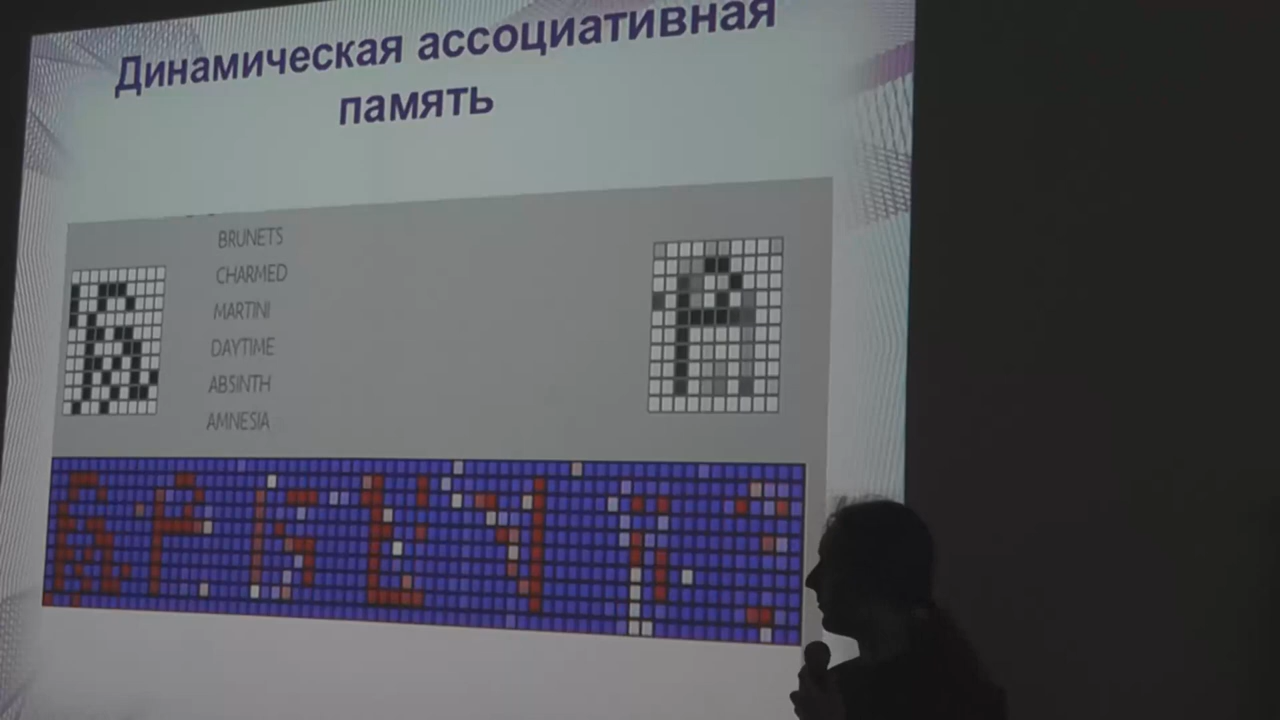 Динамическая ассоциативная
память
BRUNETS
CHARMED
MARTINI
DAYTIME
ABSINTH
AMNESIA